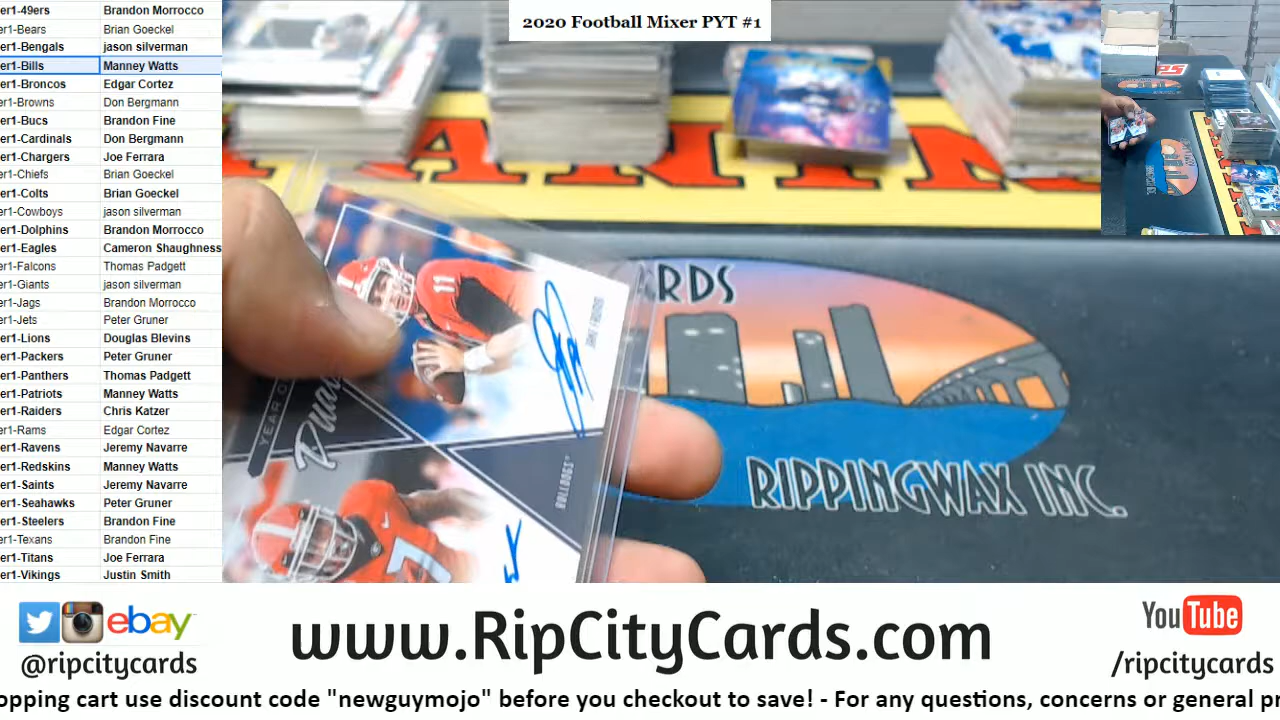 2020 Football Mixer PYT #1
er1-49ers Brandon Morrocco
er1-Bears Brian Goeckel
er1-Bengals jason silverman
er1-Bills Manney Watts
er1-Broncos Edgar Cortez
er1-Browns Don Bergmann
er1-Bucs Brandon Fine
er1-Cardinals Don Bergmann
er1-Chargers Joe Ferrara
er1-Chiefs Brian Goeckel
er1-Colts Brian Goeckel
er1-Cowboys jason silverman
er1-Dolphins Brandon Morrocco
er1-Eagles Cameron Shaughness
er1-Falcons Thomas Padgett
er1-Giants jason silverman
er1-Jags Brandon Morrocco
er1-Jets Peter Gruner
er1-Lions Douglas Blevins
er1-Packers Peter Gruner
er1-Panthers Thomas Padgett
er1-Patriots Manney Watts
er1-Raiders Chris Katzer
er1-Rams Edgar Cortez
er1-Ravens Jeremy Navarre
er1-Redskins Manney Watts
er1-Saints Jeremy Navarre
er1-Seahawks Peter Gruner
er1-Steelers Brandon Fine
er1-Texans Brandon Fine
er1-Titans Joe Ferrara
er1-Vikings Justin Smith
PANINI
RDS
RIPPINGWAX INC.
11
YEAR O
BULLDOGS
7
ebay
@ripcitycards
www.RipCityCards.com
YouTube
/ripcitycards
opping cart use discount code "newguymojo" before you checkout to save! - For any questions, concerns or general pr